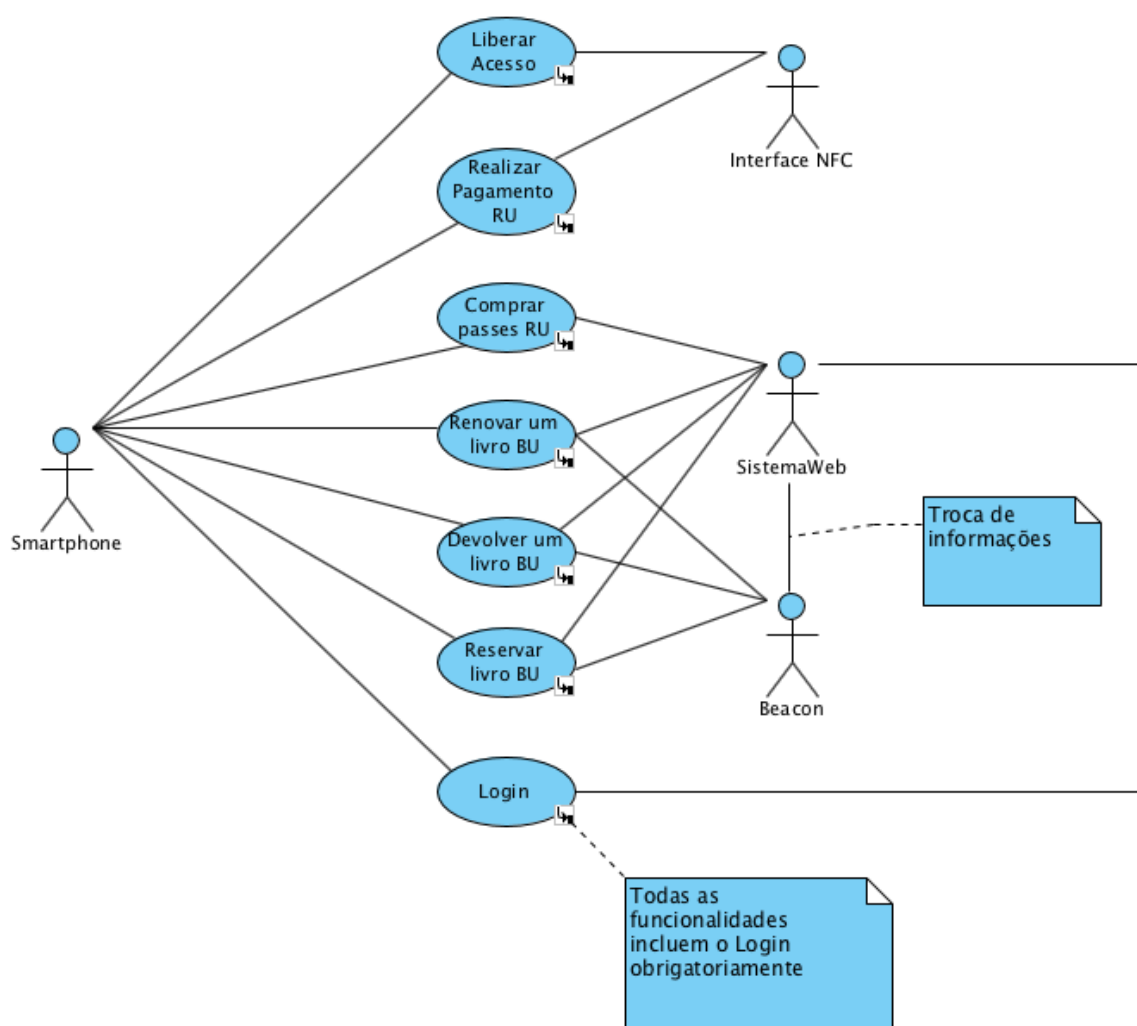 Liberar
Acesso
Interface NFC
Realizar
Pagamento
RU
Comprar
passes RU
SistemaWeb
Renovar um
livro BU
Smartphone
Troca de
informações
Devolver um
livro BU
Reservar
livro BU
Beacon
Login
Todas as
funcionalidades
incluem o Login
obrigatoriamente